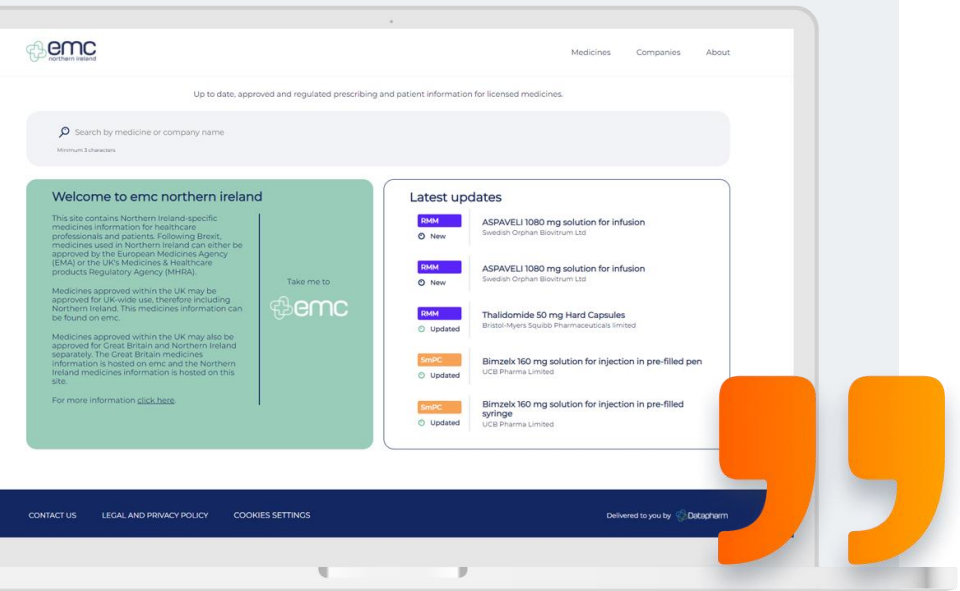 emc
northern ireland
Medicines Companies About
Up to date, approved and regulated prescribing and patient information for licensed medicines.
Search by medicine or company name
Minimum 3 characters
Welcome to emc northern ireland
This site contains Northern Ireland-specific
medicines information for healthcare
professionals and patients. Following Brexit,
medicines used in Northern Ireland can either be
approved by the European Medicines Agency
(EMA) or the UK's Medicines & Healthcare
products Regulatory Agency (MHRA).
Medicines approved within the UK may be
approved for UK-wide use, therefore including
Northern Ireland. This medicines information can
be found on emc.
Medicines approved within the UK may also be
approved for Great Britain and Northern Ireland
separately. The Great Britain medicines
information is hosted on emc and the Northern
Ireland medicines information is hosted on this
site.
For more information click here.
Take me to
emc
Latest updates
RMM
New
ASPAVELI 1080 mg solution for infusion
Swedish Orphan Biovitrum Ltd
RMM
New
ASPAVELI 1080 mg solution for infusion
Swedish Orphan Biovitrum Ltd
RMM
Updated
Thalidomide 50 mg Hard Capsules
Bristol-Myers Squibb Pharmaceuticals limited
SmPC
Updated
Bimzelx 160 mg solution for injection in pre-filled pen
UCB Pharma Limited
SmPC
Updated
Bimzelx 160 mg solution for injection in pre-filled
syringe
UCB Pharma Limited
CONTACT US LEGAL AND PRIVACY POLICY COOKIES SETTINGS
Delivered to you by Datapharm